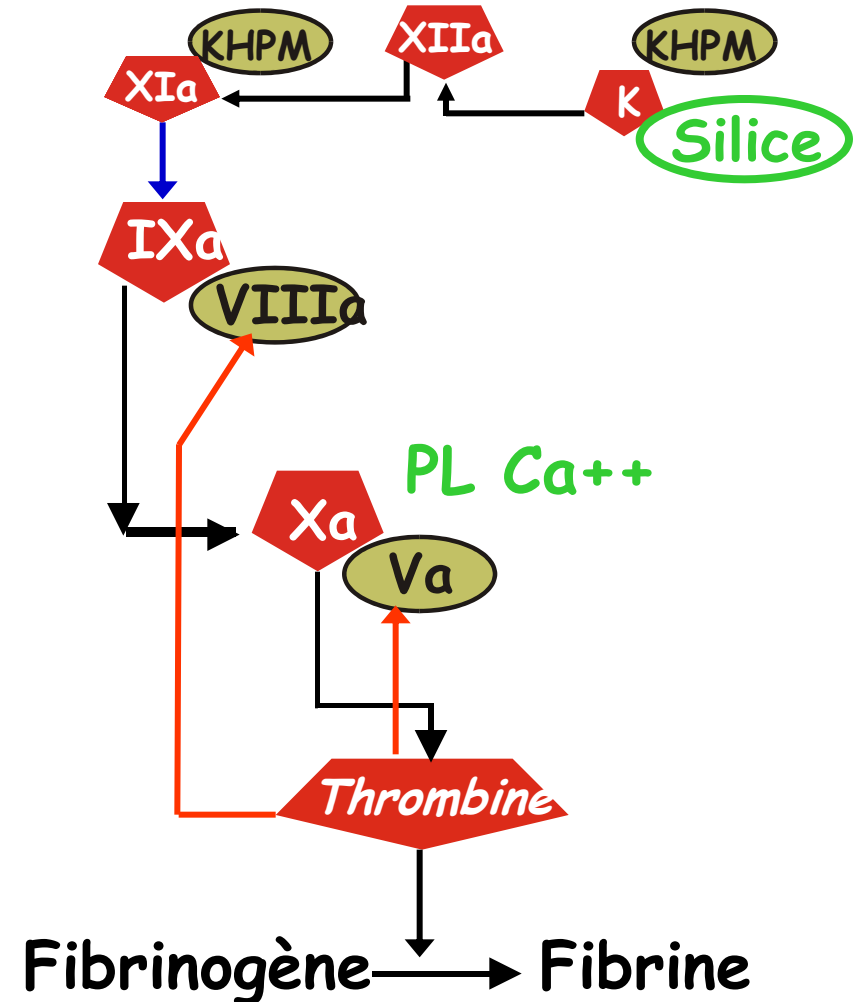 KHPM
XIIa
KHPM
XIa
K
Silice
IXa
VIIIa
PL Ca++
Xa
Va
Thrombine
Fibrinogène
Fibrine